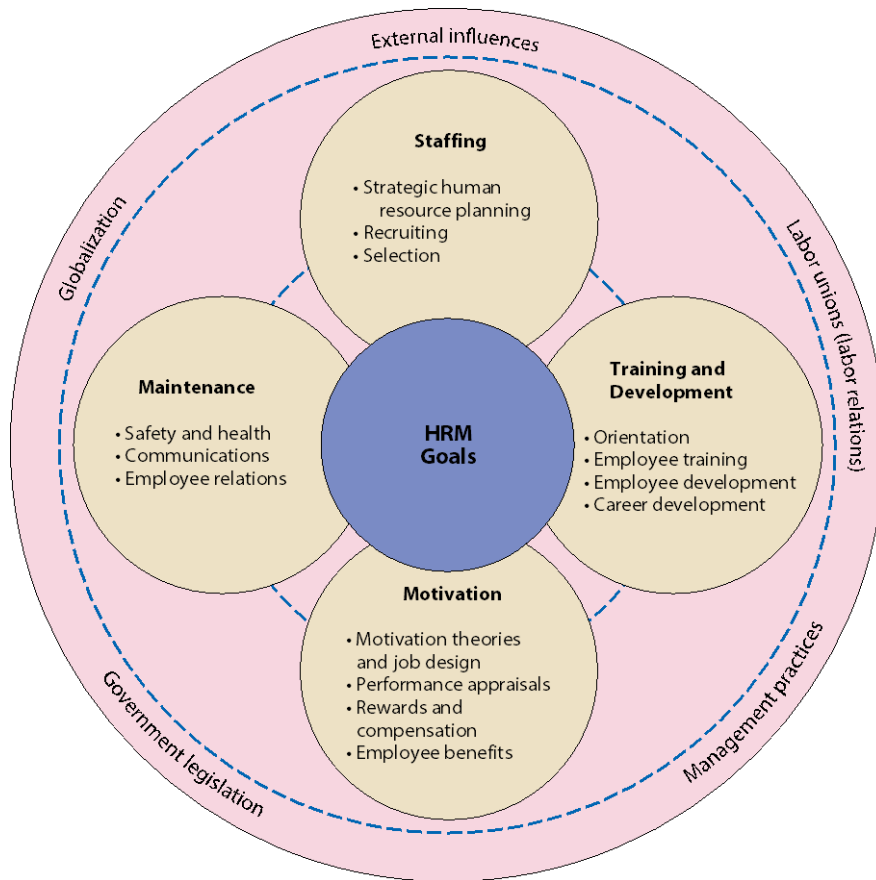 External influences
Globalization
Labor unions (labor relations)
Staffing
• Strategic human
resource planning
• Recruiting
• Selection
Maintenance
• Safety and health
• Communications
• Employee relations
HRM
Goals
Training and
Development
• Orientation
• Employee training
• Employee development
• Career development
Motivation
• Motivation theories
and job design
• Performance appraisals
• Rewards and
compensation
• Employee benefits
Government legislation
Management practices